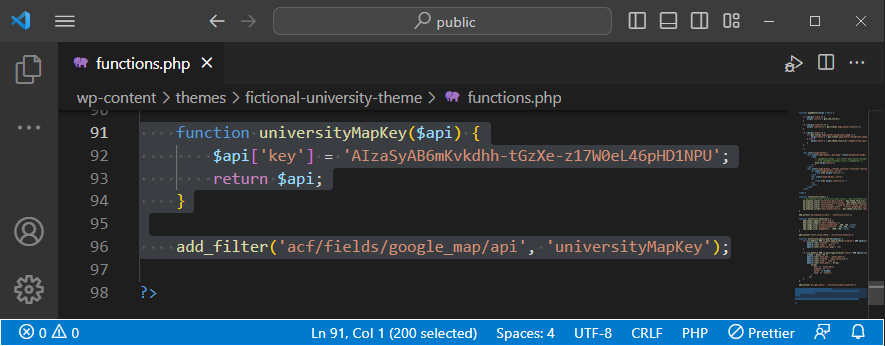 public
functions.php
wp-content > themes > fictional-university-theme > functions.php
91 function universityMapKey($api) {
92 $api['key'] = 'AIzaSyAB6mKvkdhh-tGzXe-z17W0eL46pHD1NPU';
93 return $api;
94 }
95
96 add_filter('acf/fields/google_map/api', 'universityMapKey');
97
98 ?>
0 0 Ln 91, Col 1 (200 selected) Spaces: 4 UTF-8 CRLF PHP Prettier